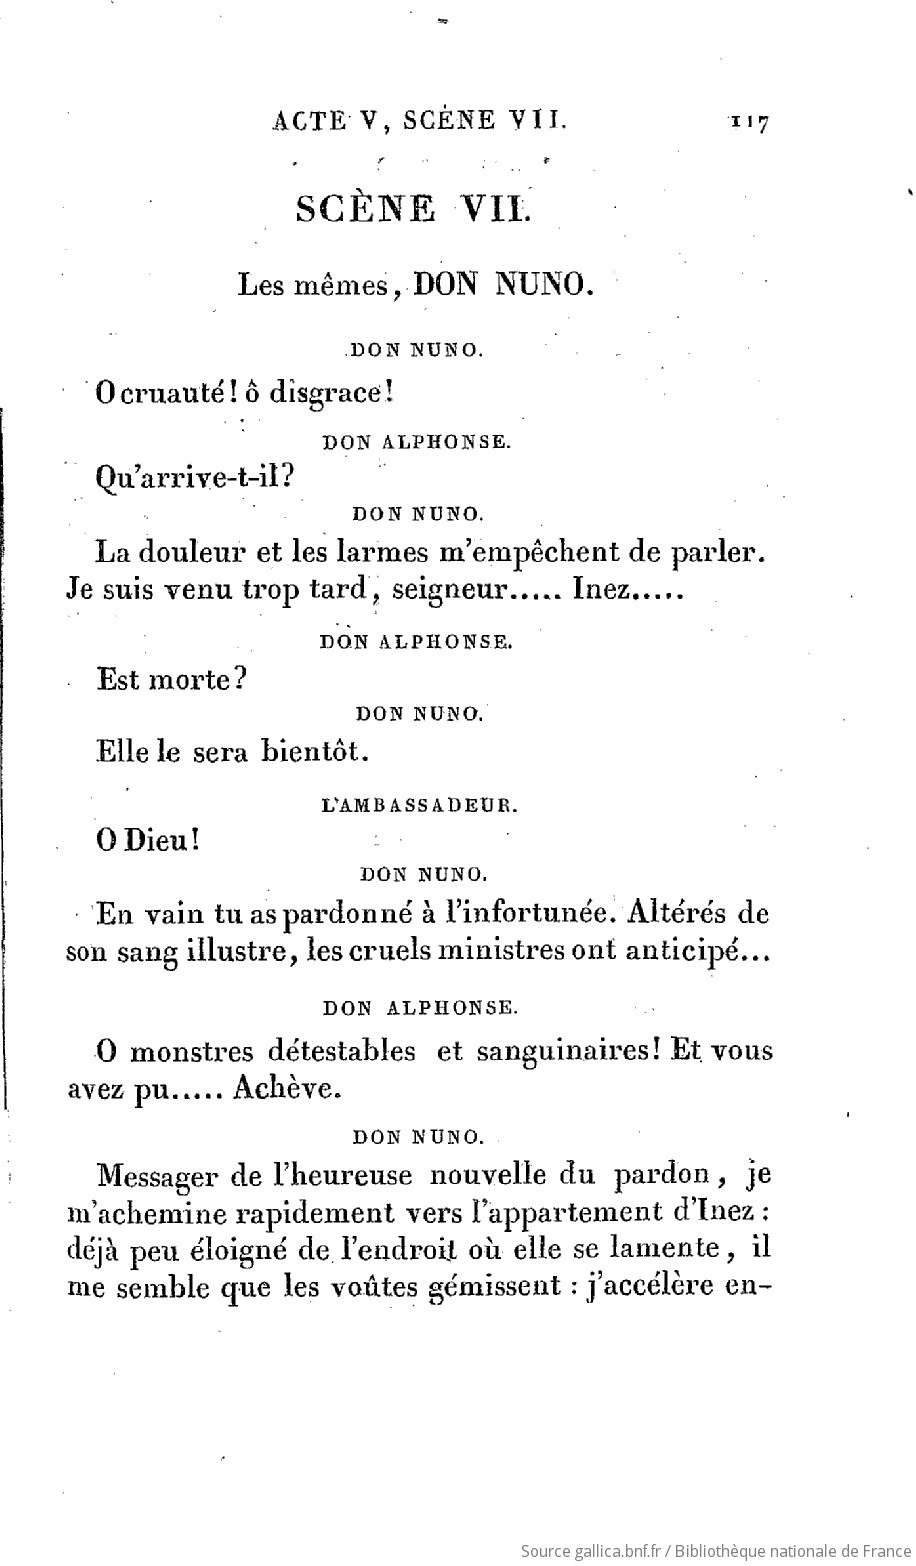 ACTE V, SCÈNE VII. 117
SCÈNE VII.
Les mêmes, DON NUNO.
DON NUNO.
O cruauté! ô disgrace!
DON ALPHONSE.
Qu'arrive-t-il?
DON NUNO.
La douleur et les larmes m'empêchent de parler.
Je suis venu trop tard, seigneur..... Inez.....
DON ALPHONSE.
Est morte?
DON NUNO.
Elle le sera bientôt.
L'AMBASSADEUR.
O Dieu!
DON NUNO.
En vain tu as pardonné à l'infortunée. Altérés de
son sang illustre, les cruels ministres ont anticipé...
DON ALPHONSE.
O monstres détestables et sanguinaires! Et vous
avez pu..... Achève.
DON NUNO.
Messager de l'heureuse nouvelle du pardon, je
m'achemine rapidement vers l'appartement d'Inez:
déjà peu éloigné de l'endroit où elle se lamente, il
me semble que les voûtes gémissent : j'accélère en-
Source gallica.bnf.fr / Bibliothèque nationale de France